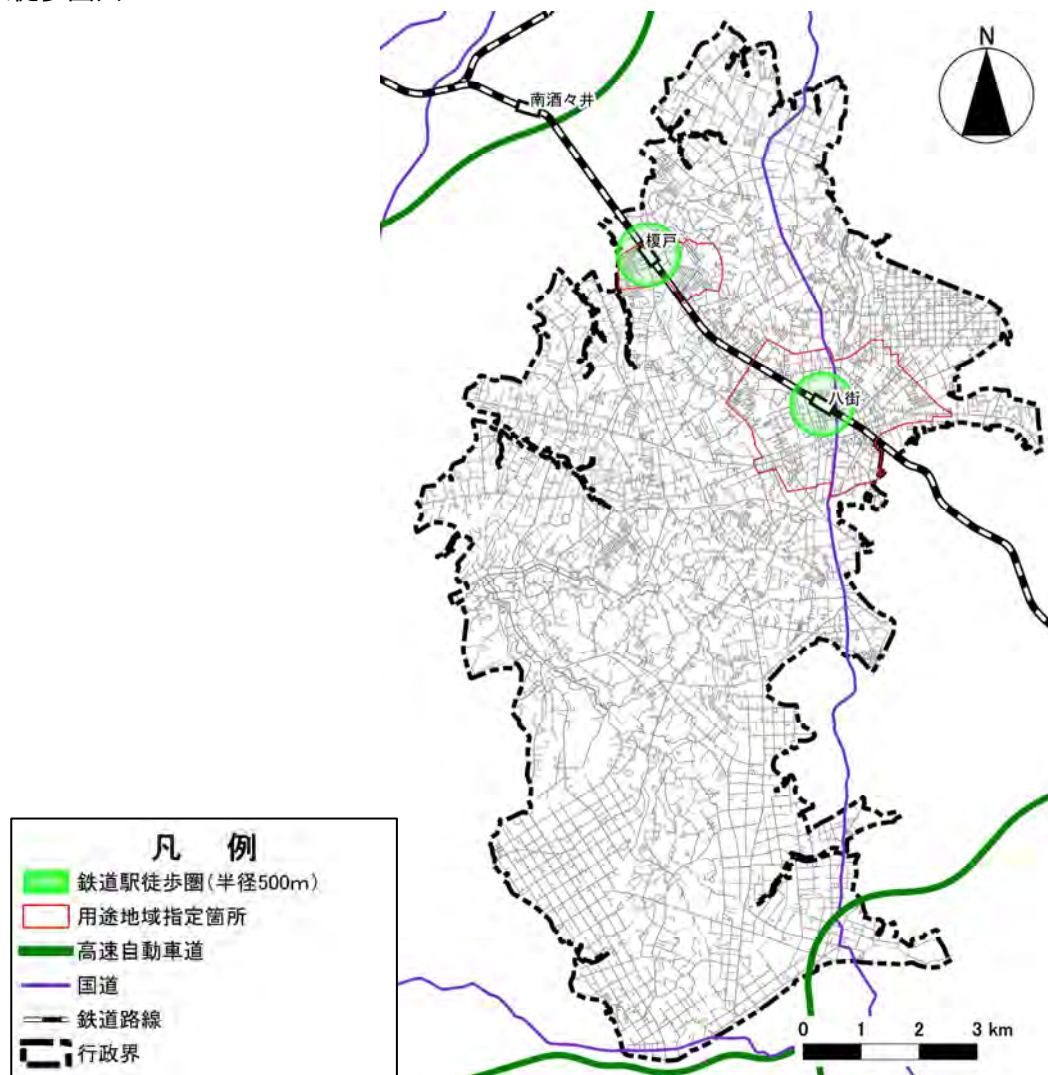 N
南酒々井
榎戸
八街
凡 例
鉄道駅徒歩圏(半径500m)
用途地域指定箇所
高速自動車道
国道
鉄道路線
行政界
0 1 2 3 km